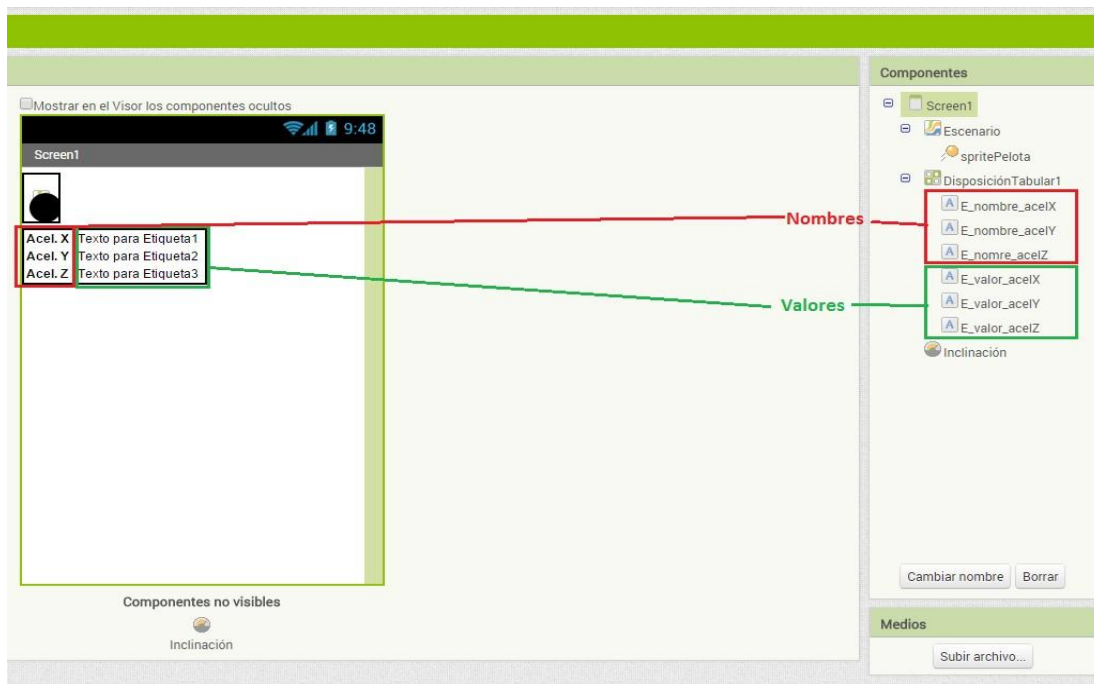 Componentes
Mostrar en el Visor los componentes ocultos
9:48
Screen1
Acel. X Texto para Etiqueta1
Acel. Y Texto para Etiqueta2
Acel. Z Texto para Etiqueta3
Nombres
Valores
Screen1
Escenario
spritePelota
DisposiciónTabular1
A E_nombre_acelX
A E_nombre_acelY
A E_nomre_acelZ
A E_valor_acelX
A E_valor_acelY
A E_valor_acelZ
Inclinación
Cambiar nombre Borrar
Componentes no visibles
Inclinación
Medios
Subir archivo...